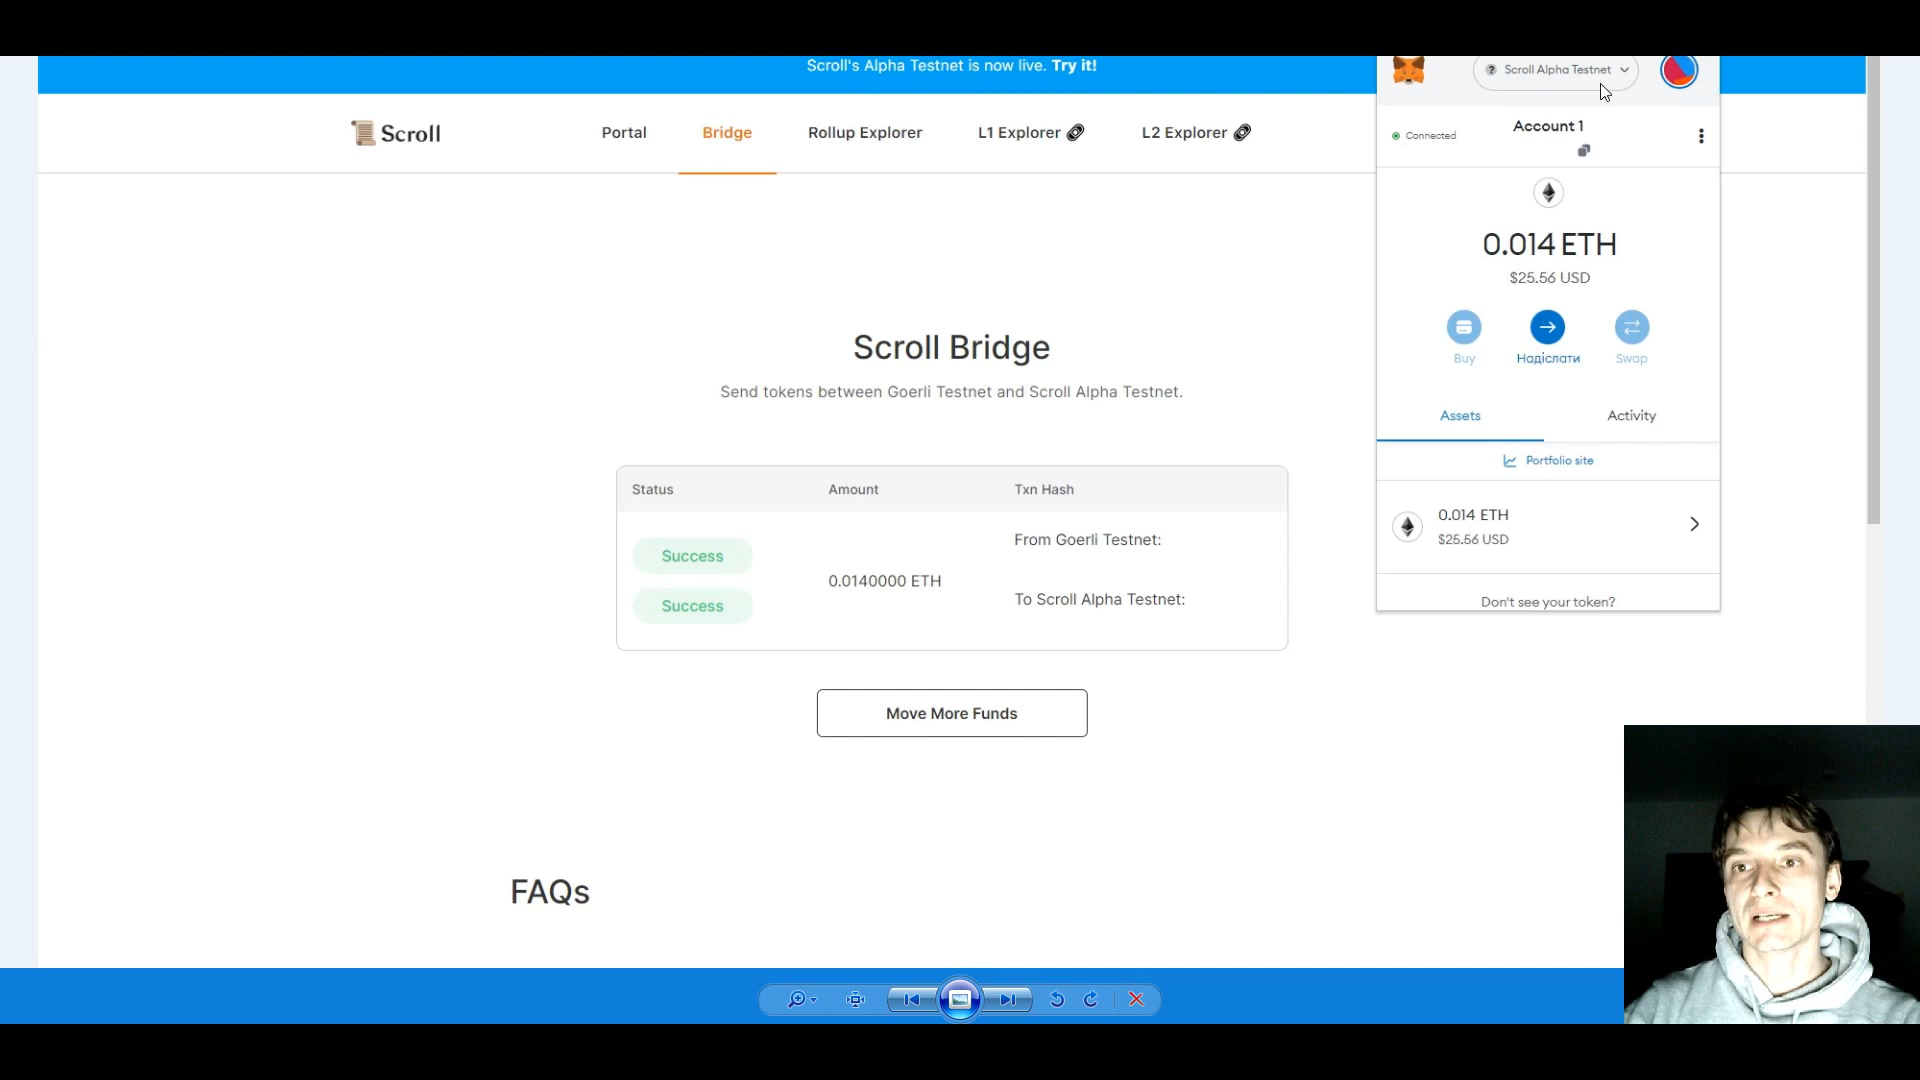 Scroll's Alpha Testnet is now live. Try it!
Scroll
Portal
Bridge
Rollup Explorer
L1 Explorer
L2 Explorer
Scroll Bridge
Send tokens between Goerli Testnet and Scroll Alpha Testnet.
Status Amount Txn Hash
Success
Success
0.0140000 ETH
From Goerli Testnet:
To Scroll Alpha Testnet:
Move More Funds
FAQs
Scroll Alpha Testnet
Connected
Account 1
0.014 ETH
$25.56 USD
Buy
Надіслати
Swap
Assets
Activity
Portfolio site
0.014 ETH
$25.56 USD
Don't see your token?